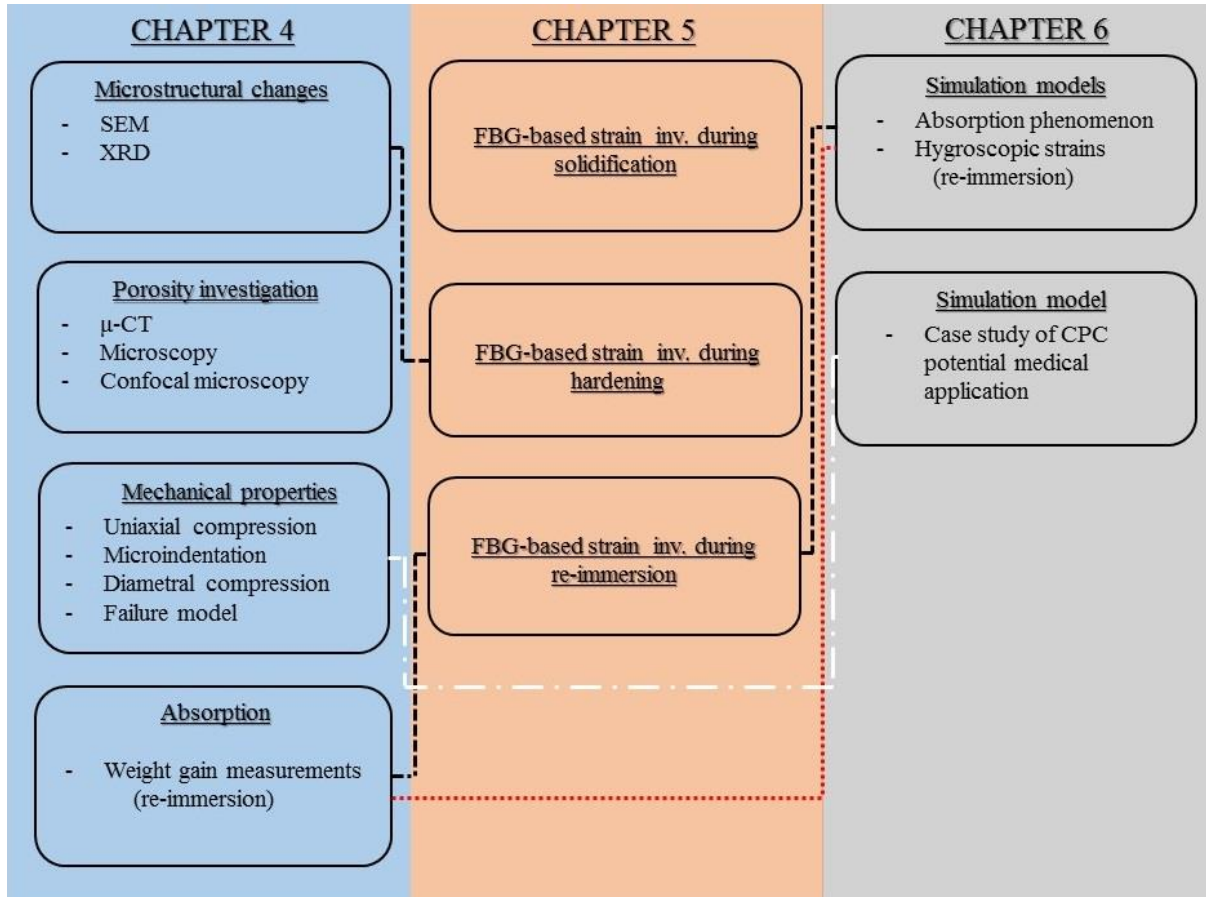 CHAPTER 4
Microstructural changes
- SEM
- XRD
Porosity investigation
- μ-CT
- Microscopy
- Confocal microscopy
Mechanical properties
- Uniaxial compression
- Microindentation
- Diametral compression
- Failure model
Absorption
- Weight gain measurements
(re-immersion)
CHAPTER 5
FBG-based strain inv. during
solidification
FBG-based strain inv. during
hardening
FBG-based strain inv. during
re-immersion
CHAPTER 6
Simulation models
- Absorption phenomenon
- Hygroscopic strains
(re-immersion)
Simulation model
- Case study of CPC
potential medical
application